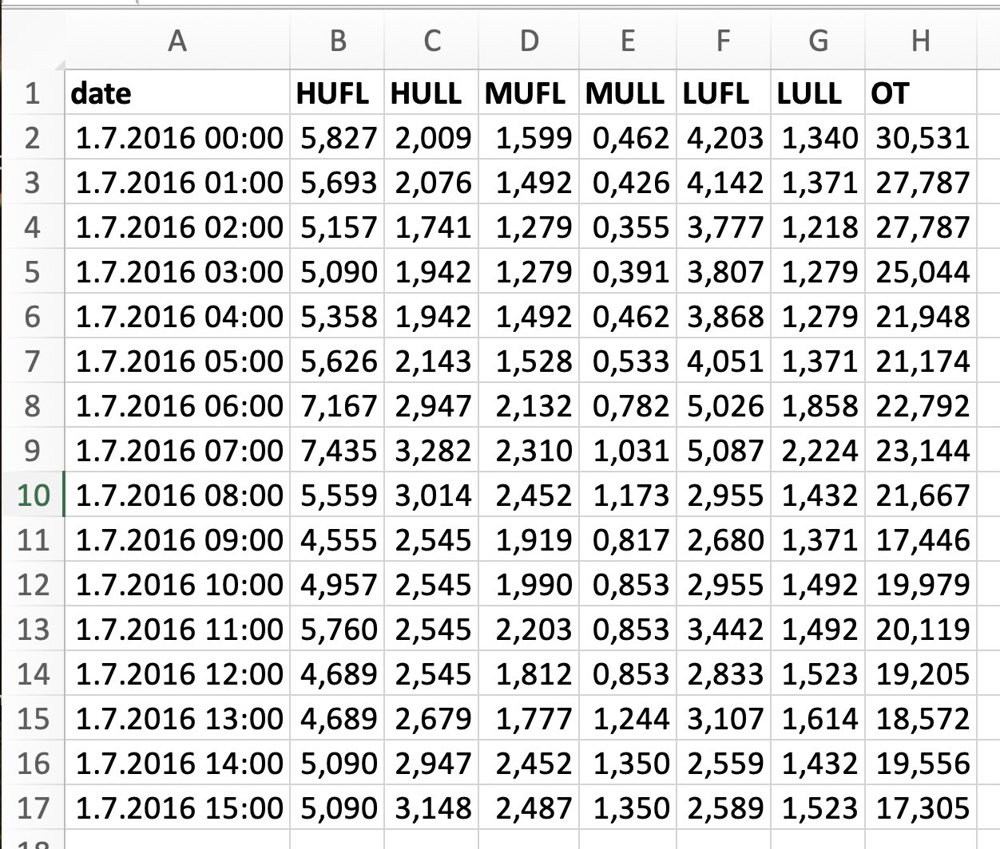 A B C D E F G H
1 date HUFL HULL MUFL MULL LUFL LULL OT
2 1.7.2016 00:00 5,827 2,009 1,599 0,462 4,203 1,340 30,531
3 1.7.2016 01:00 5,693 2,076 1,492 0,426 4,142 1,371 27,787
4 1.7.2016 02:00 5,157 1,741 1,279 0,355 3,777 1,218 27,787
5 1.7.2016 03:00 5,090 1,942 1,279 0,391 3,807 1,279 25,044
6 1.7.2016 04:00 5,358 1,942 1,492 0,462 3,868 1,279 21,948
7 1.7.2016 05:00 5,626 2,143 1,528 0,533 4,051 1,371 21,174
8 1.7.2016 06:00 7,167 2,947 2,132 0,782 5,026 1,858 22,792
9 1.7.2016 07:00 7,435 3,282 2,310 1,031 5,087 2,224 23,144
10 1.7.2016 08:00 5,559 3,014 2,452 1,173 2,955 1,432 21,667
11 1.7.2016 09:00 4,555 2,545 1,919 0,817 2,680 1,371 17,446
12 1.7.2016 10:00 4,957 2,545 1,990 0,853 2,955 1,492 19,979
13 1.7.2016 11:00 5,760 2,545 2,203 0,853 3,442 1,492 20,119
14 1.7.2016 12:00 4,689 2,545 1,812 0,853 2,833 1,523 19,205
15 1.7.2016 13:00 4,689 2,679 1,777 1,244 3,107 1,614 18,572
16 1.7.2016 14:00 5,090 2,947 2,452 1,350 2,559 1,432 19,556
17 1.7.2016 15:00 5,090 3,148 2,487 1,350 2,589 1,523 17,305
18